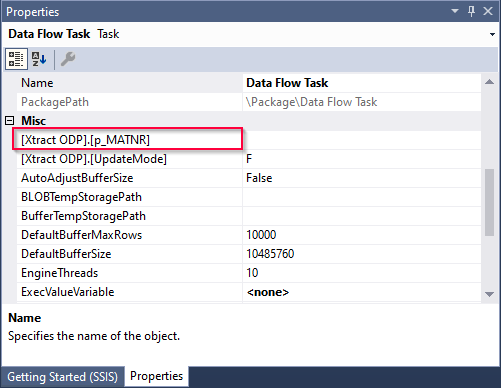 Properties
Data Flow Task Task
Name Data Flow Task
PackagePath \Package\Data Flow Task
Misc
[Xtract ODP].[p_MATNR]
[Xtract ODP].[UpdateMode] F
AutoAdjustBufferSize False
BLOBTempStoragePath
BufferTempStoragePath
DefaultBufferMaxRows 10000
DefaultBufferSize 10485760
EngineThreads 10
ExecValueVariable <none>
Name
Specifies the name of the object.
Getting Started (SSIS) Properties